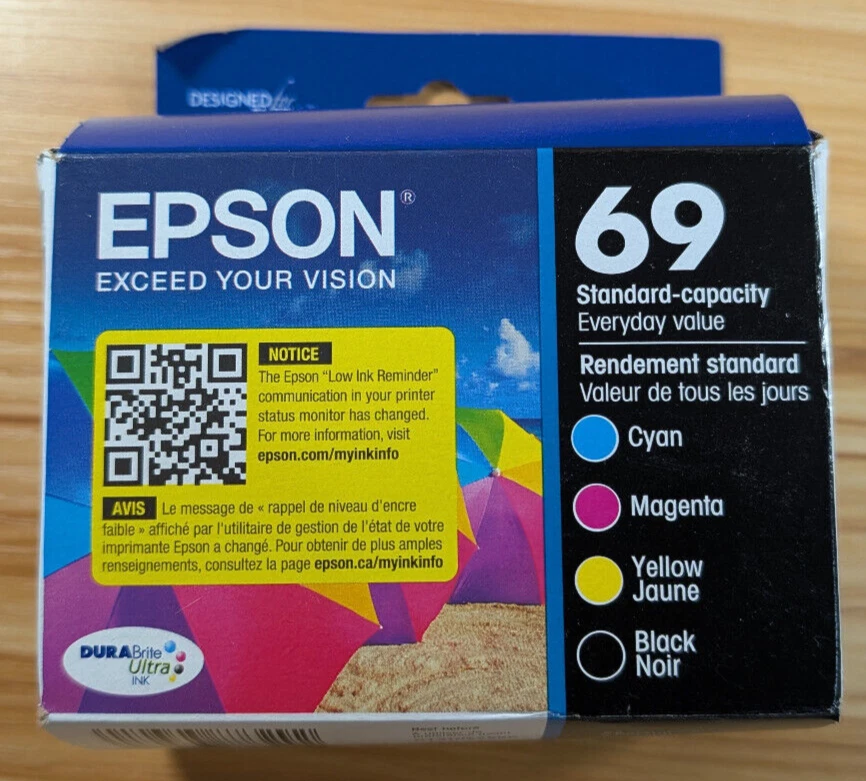 DESIGNED for
EPSON®
EXCEED YOUR VISION
69
Standard-capacity
Everyday value
Rendement standard
Valeur de tous les jours
NOTICE
The Epson “Low Ink Reminder”
communication in your printer
status monitor has changed.
For more information, visit
epson.com/myinkinfo
AVIS Le message de « rappel de niveau d'encre
faible » affiché par l'utilitaire de gestion de l'état de votre
imprimante Epson a changé. Pour obtenir de plus amples
renseignements, consultez la page epson.ca/myinkinfo
Cyan
Magenta
Yellow
Jaune
Black
Noir
DURABrite
Ultra
INK